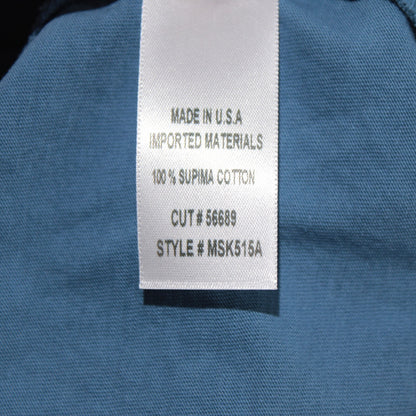 MADE IN U.S.A
IMPORTED MATERIALS
100 % SUPIMA COTTON
CUT # 56689
STYLE # MSK515A